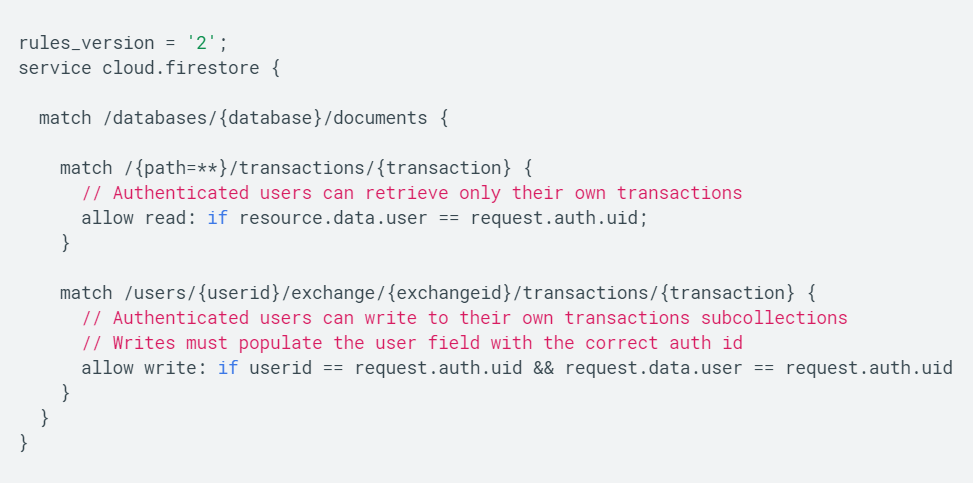 rules_version = '2';
service cloud.firestore {
match /databases/{database}/documents {
match /{path=**}/transactions/{transaction} {
// Authenticated users can retrieve only their own transactions
allow read: if resource.data.user == request.auth.uid;
}
match /users/{userid}/exchange/{exchangeid}/transactions/{transaction} {
// Authenticated users can write to their own transactions subcollections
// Writes must populate the user field with the correct auth id
allow write: if userid == request.auth.uid && request.data.user == request.auth.uid
}
}
}